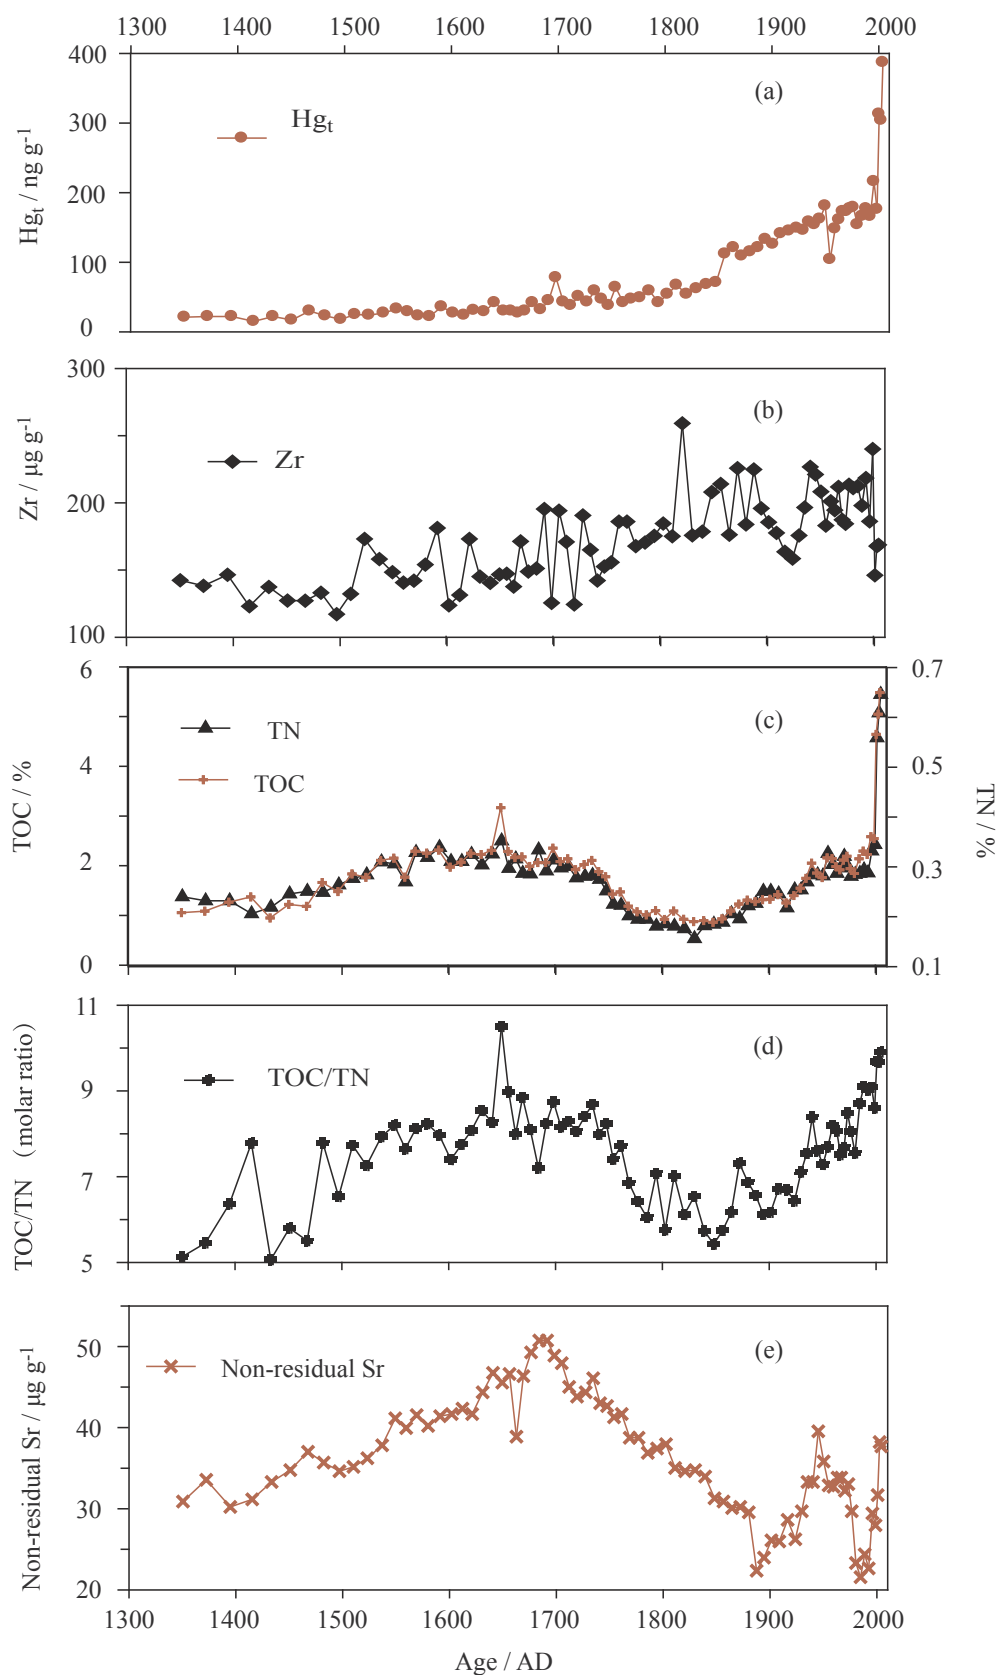 1300 1400 1500 1600 1700 1800 1900 2000
400
300
200
100
0
Hgt / ng g-1
Hgt
(a)
300
200
100
Zr / μg g-1
Zr
(b)
6
4
2
0
TOC / %
TN
TOC
(c)
0.7
0.5
0.3
0.1
TN / %
11
9
7
5
TOC/TN (molar ratio)
TOC/TN
(d)
50
40
30
20
Non-residual Sr / μg g-1
Non-residual Sr
(e)
1300 1400 1500 1600 1700 1800 1900 2000
Age / AD